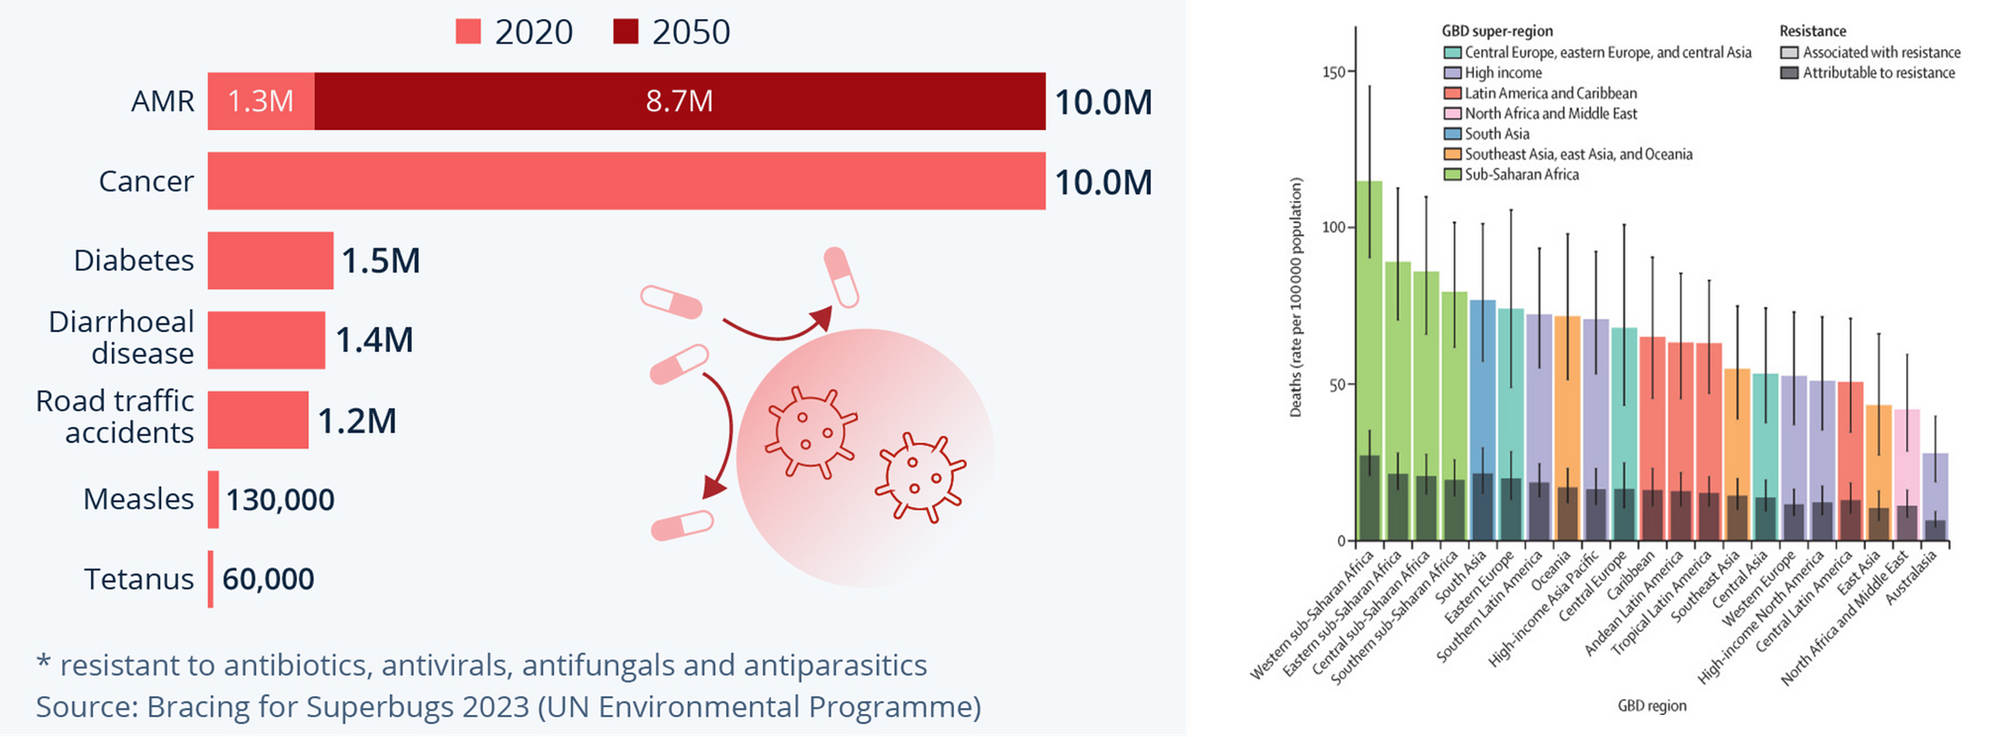 2020 2050
AMR 1.3M 8.7M 10.0M
Cancer 10.0M
Diabetes 1.5M
Diarrhoeal
disease 1.4M
Road traffic
accidents 1.2M
Measles 130,000
Tetanus 60,000
* resistant to antibiotics, antivirals, antifungals and antiparasitics
Source: Bracing for Superbugs 2023 (UN Environmental Programme)
GBD super-region
Central Europe, eastern Europe, and central Asia
High income
Latin America and Caribbean
North Africa and Middle East
South Asia
Southeast Asia, east Asia, and Oceania
Sub-Saharan Africa
Resistance
Associated with resistance
Attributable to resistance
Deaths (rate per 100 000 population)
150
100
50
0
Western sub-Saharan Africa
Eastern sub-Saharan Africa
Central sub-Saharan Africa
Southern sub-Saharan Africa
South Asia
Eastern Europe
Southern Latin America
Oceania
High-income Asia Pacific
Central Europe
Caribbean
Andean Latin America
Tropical Latin America
Southeast Asia
Central Asia
Western Europe
High-income North America
Central Latin America
East Asia
North Africa and Middle East
Australasia
GBD region